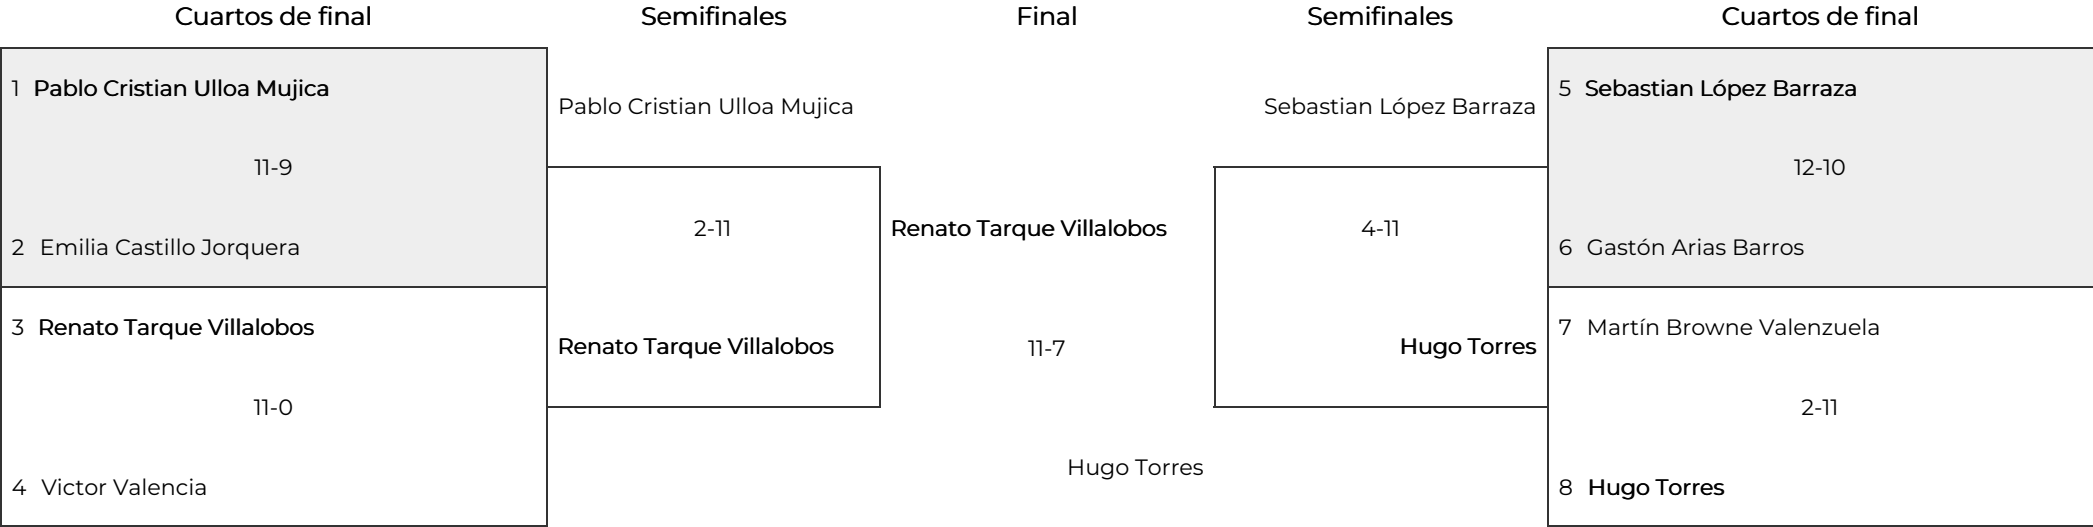 Cuartos de final
Semifinales
Final
Semifinales
Cuartos de final
1 Pablo Cristian Ulloa Mujica
11-9
2 Emilia Castillo Jorquera
3 Renato Tarque Villalobos
11-0
4 Victor Valencia
Pablo Cristian Ulloa Mujica
2-11
Renato Tarque Villalobos
Renato Tarque Villalobos
11-7
Hugo Torres
Sebastian López Barraza
4-11
Hugo Torres
5 Sebastian López Barraza
12-10
6 Gastón Arias Barros
7 Martín Browne Valenzuela
2-11
8 Hugo Torres